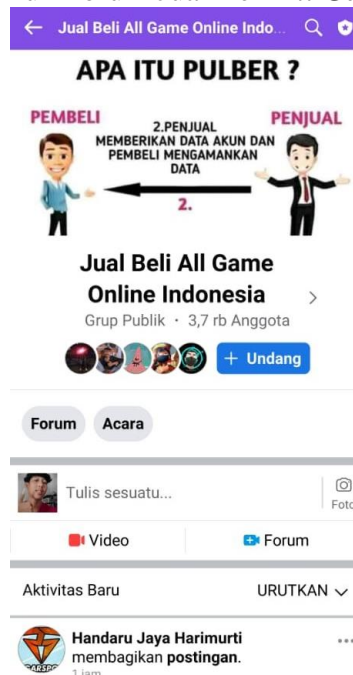 Jual Beli All Game Online Indo...
APA ITU PULBER ?
PEMBELI
PENJUAL
2.PENJUAL
MEMBERIKAN DATA AKUN DAN
PEMBELI MENGAMANKAN
DATA
2.
Jual Beli All Game
Online Indonesia
Grup Publik · 3,7 rb Anggota
+ Undang
Forum Acara
Tulis sesuatu...
Foto
Video Forum
Aktivitas Baru URUTKAN
Handaru Jaya Harimurti
membagikan postingan.
1 jam